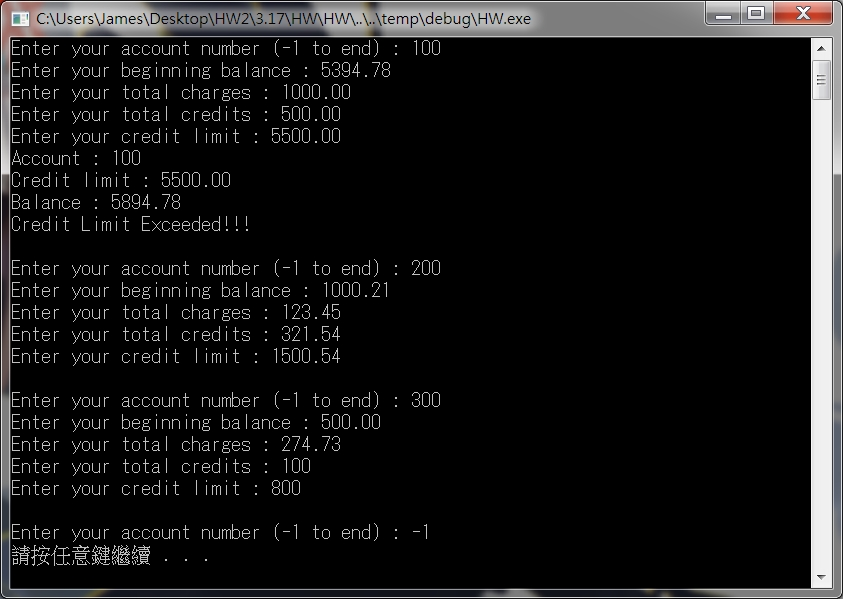 C:\Users\James\Desktop\HW2\3.17\HW\HW\..\..\temp\debug\HW.exe
Enter your account number (-1 to end) : 100
Enter your beginning balance : 5394.78
Enter your total charges : 1000.00
Enter your total credits : 500.00
Enter your credit limit : 5500.00
Account : 100
Credit limit : 5500.00
Balance : 5894.78
Credit Limit Exceeded!!!
Enter your account number (-1 to end) : 200
Enter your beginning balance : 1000.21
Enter your total charges : 123.45
Enter your total credits : 321.54
Enter your credit limit : 1500.54
Enter your account number (-1 to end) : 300
Enter your beginning balance : 500.00
Enter your total charges : 274.73
Enter your total credits : 100
Enter your credit limit : 800
Enter your account number (-1 to end) : -1
請按任意鍵繼續 . . .